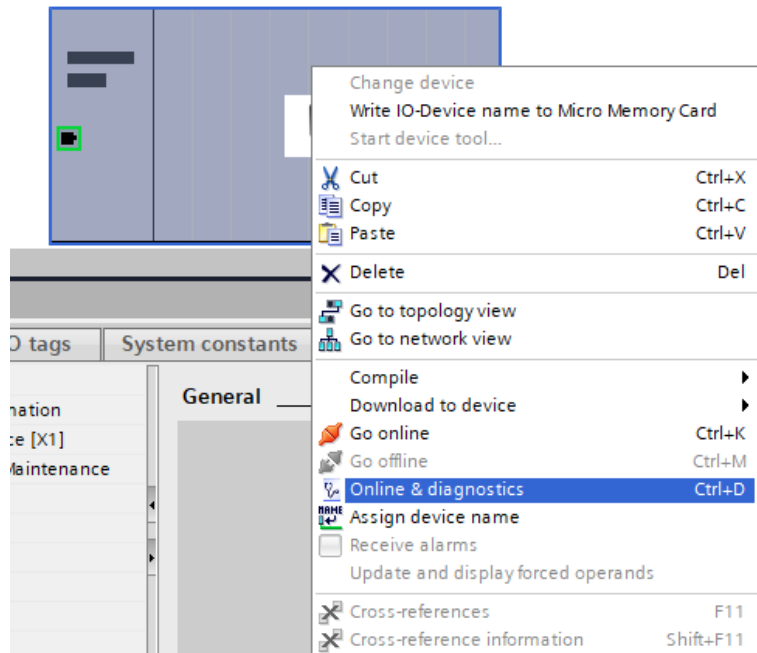 Change device
Write IO-Device name to Micro Memory Card
Start device tool...
Cut Ctrl+X
Copy Ctrl+C
Paste Ctrl+V
Delete Del
Go to topology view
Go to network view
Compile
Download to device
Go online Ctrl+K
Go offline Ctrl+M
Online & diagnostics Ctrl+D
NAME Assign device name
Receive alarms
Update and display forced operands
Cross-references F11
Cross-reference information Shift+F11
O tags
System constants
General
nation
ce [X1]
Maintenance